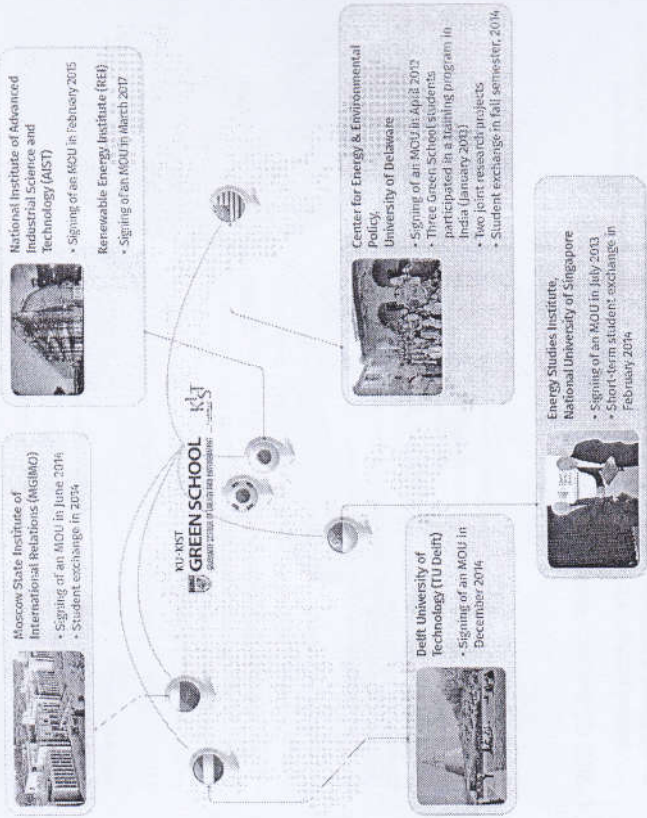 Moscow State Institute of
International Relations (MGIMO)
• Signing of an MOU in June 2014
• Student exchange in 2014
National Institute of Advanced
Industrial Science and
Technology (AIST)
• Signing of an MOU in February 2015
Renewable Energy Institute (REI)
• Signing of an MOU in March 2017
KU-KIST
GREEN SCHOOL
KIST
Delft University of
Technology (TU Delft)
• Signing of an MOU in
December 2014
Center for Energy & Environmental
Policy,
University of Delaware
• Signing of an MOU in April 2012
• Three Green School students
participated in a training program in
India (January 2013)
• Two joint research projects
• Student exchange in fall semester, 2014
Energy Studies Institute,
National University of Singapore
• Signing of an MOU in July 2013
• Short-term student exchange in
February 2014